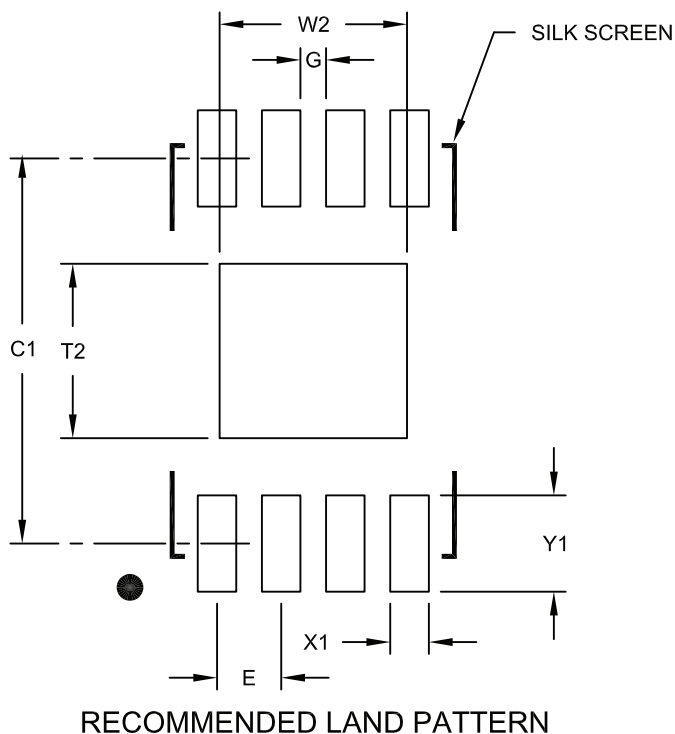 W2
SILK SCREEN
G
C1
T2
Y1
X1
E
RECOMMENDED LAND PATTERN